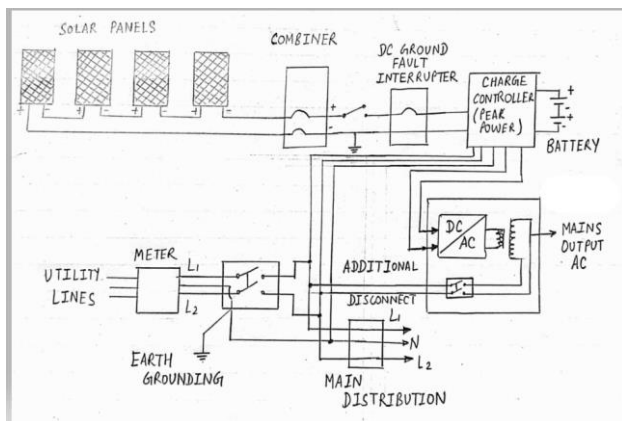 SOLAR PANELS
COMBINER
DC GROUND
FAULT
INTERRUPTER
CHARGE
CONTROLLER
(PEAK
POWER)
+ - + - + - + -
+
-
+
-
+
-
BATTERY
DC
AC
MAINS
OUTPUT
AC
METER
L1
UTILITY
LINES
L2
ADDITIONAL
DISCONNECT
L1
N
L2
EARTH
GROUNDING
MAIN
DISTRIBUTION